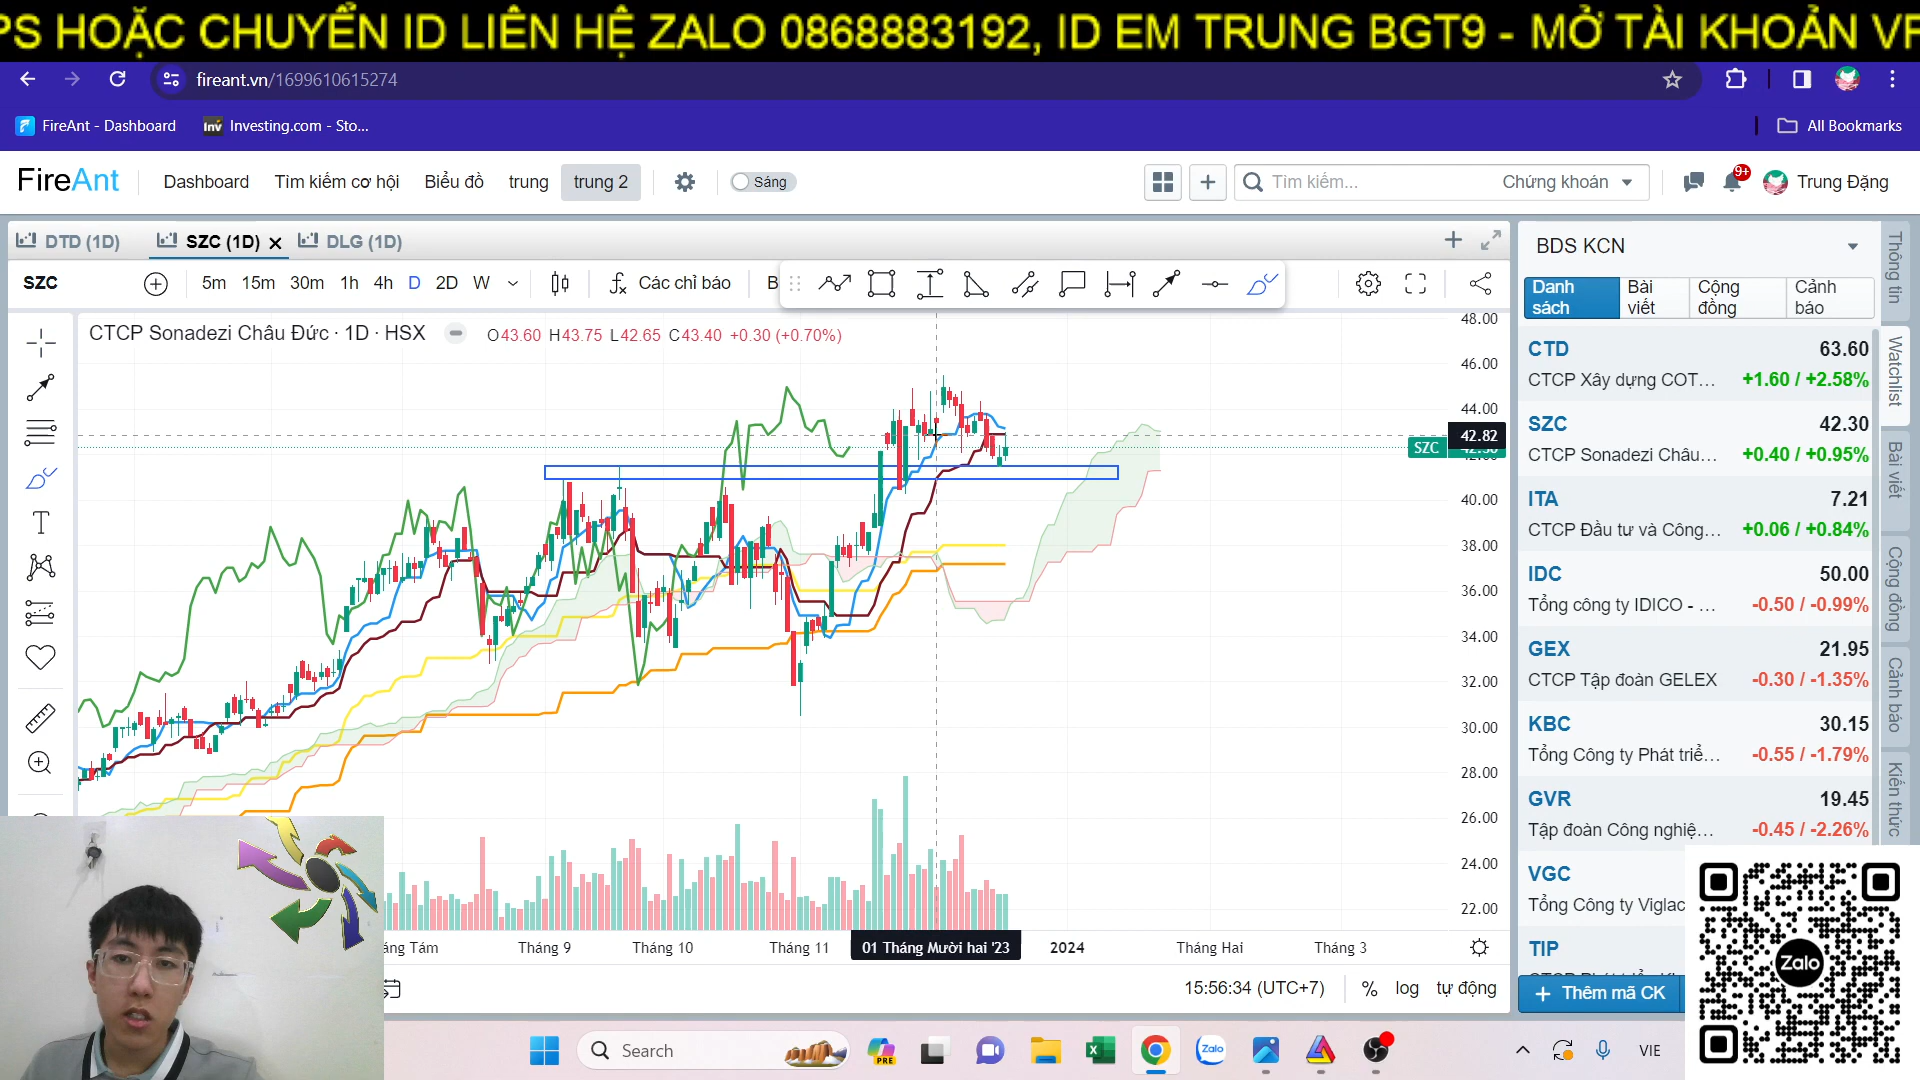 PS HOẶC CHUYỂN ID LIÊN HỆ ZALO 0868883192, ID EM TRUNG BGT9 - MỞ TÀI KHOẢN VP
fireant.vn/1699610615274
FireAnt - Dashboard
Inv Investing.com - Sto...
All Bookmarks
FireAnt
Dashboard
Tìm kiếm cơ hội
Biểu đồ
trung
trung 2
Sáng
Tìm kiếm...
Chứng khoán
9+
Trung Đặng
DTD (1D)
SZC (1D)
DLG (1D)
SZC
5m
15m
30m
1h
4h
D
2D
W
Các chỉ báo
CTCP Sonadezi Châu Đức · 1D · HSX
O43.60 H43.75 L42.65 C43.40 +0.30 (+0.70%)
48.00
46.00
44.00
42.82
SZC
40.00
38.00
36.00
34.00
32.00
30.00
28.00
26.00
24.00
22.00
Tháng 9
Tháng 10
Tháng 11
01 Tháng Mười hai '23
2024
Tháng Hai
Tháng 3
15:56:34 (UTC+7)
%
log
tự động
BDS KCN
Danh sách
Bài viết
Cộng đồng
Cảnh báo
CTD 63.60
CTCP Xây dựng COT... +1.60 / +2.58%
SZC 42.30
CTCP Sonadezi Châu... +0.40 / +0.95%
ITA 7.21
CTCP Đầu tư và Công... +0.06 / +0.84%
IDC 50.00
Tổng công ty IDICO - ... -0.50 / -0.99%
GEX 21.95
CTCP Tập đoàn GELEX -0.30 / -1.35%
KBC 30.15
Tổng Công ty Phát triể... -0.55 / -1.79%
GVR 19.45
Tập đoàn Công nghiệ... -0.45 / -2.26%
VGC
Tổng Công ty Viglac
TIP
+ Thêm mã CK
Thông tin
Watchlist
Bài viết
Cộng đồng
Cảnh báo
Kiến thức
Zalo
Search
PRE
Zalo
VIE